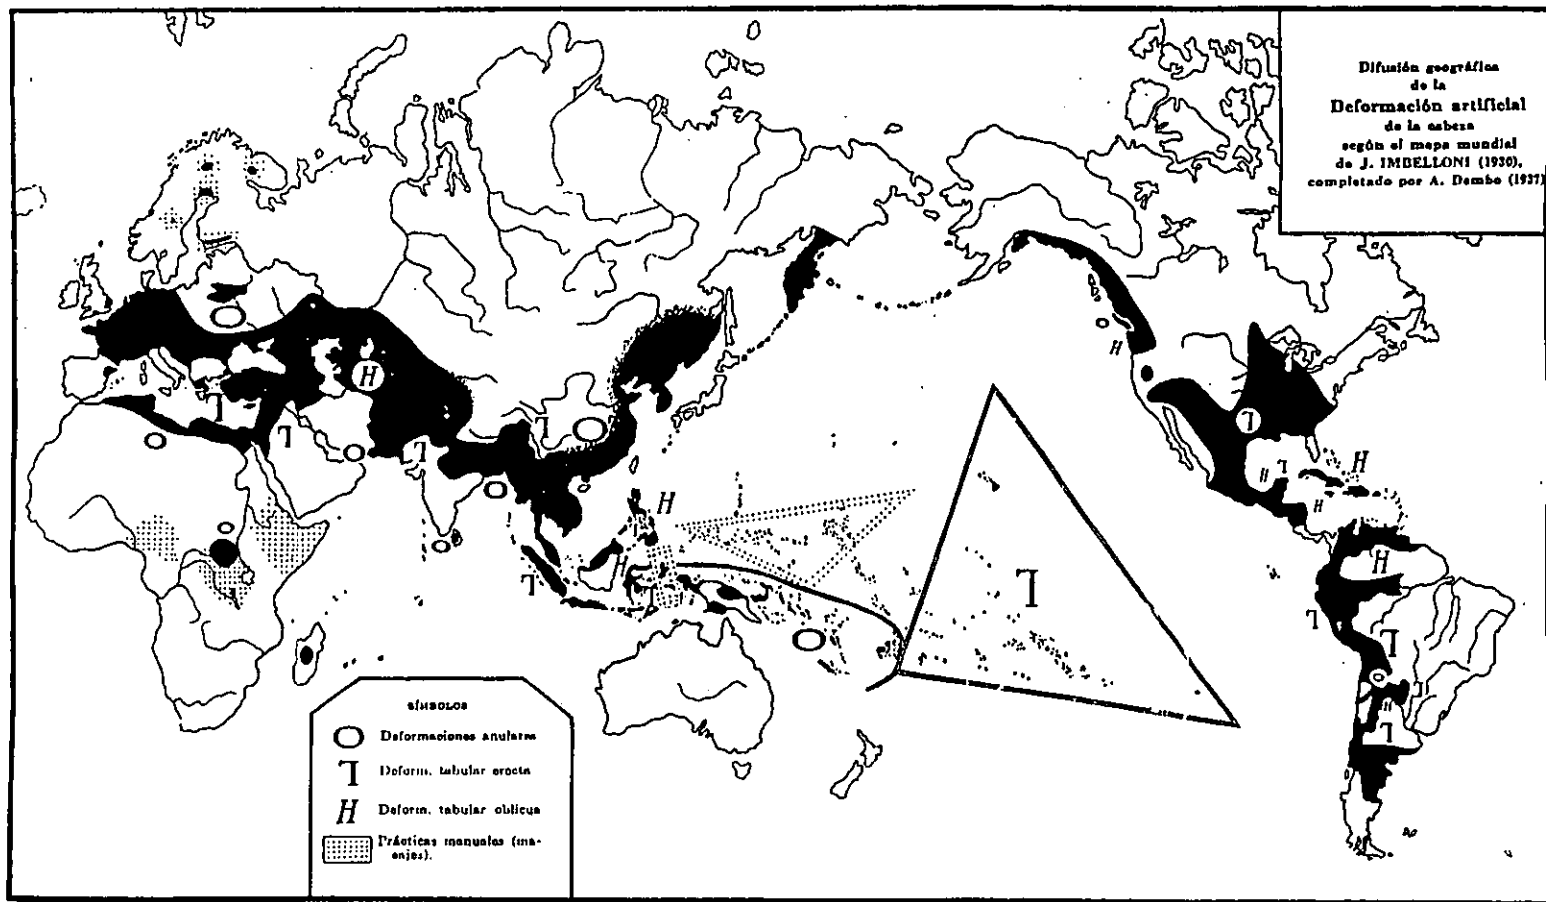 Difusión geográfica
de la
Deformación artificial
de la cabeza
según el mapa mundial
de J. IMBELLONI (1930),
completado por A. Dembo (1937)
SÍMBOLOS
O Deformaciones anulares
Deform. tabular erecta
H Deform. tabular oblicua
Prácticas manuales (ma-
nejos).
H
H
H
H
H
H
H
H
H